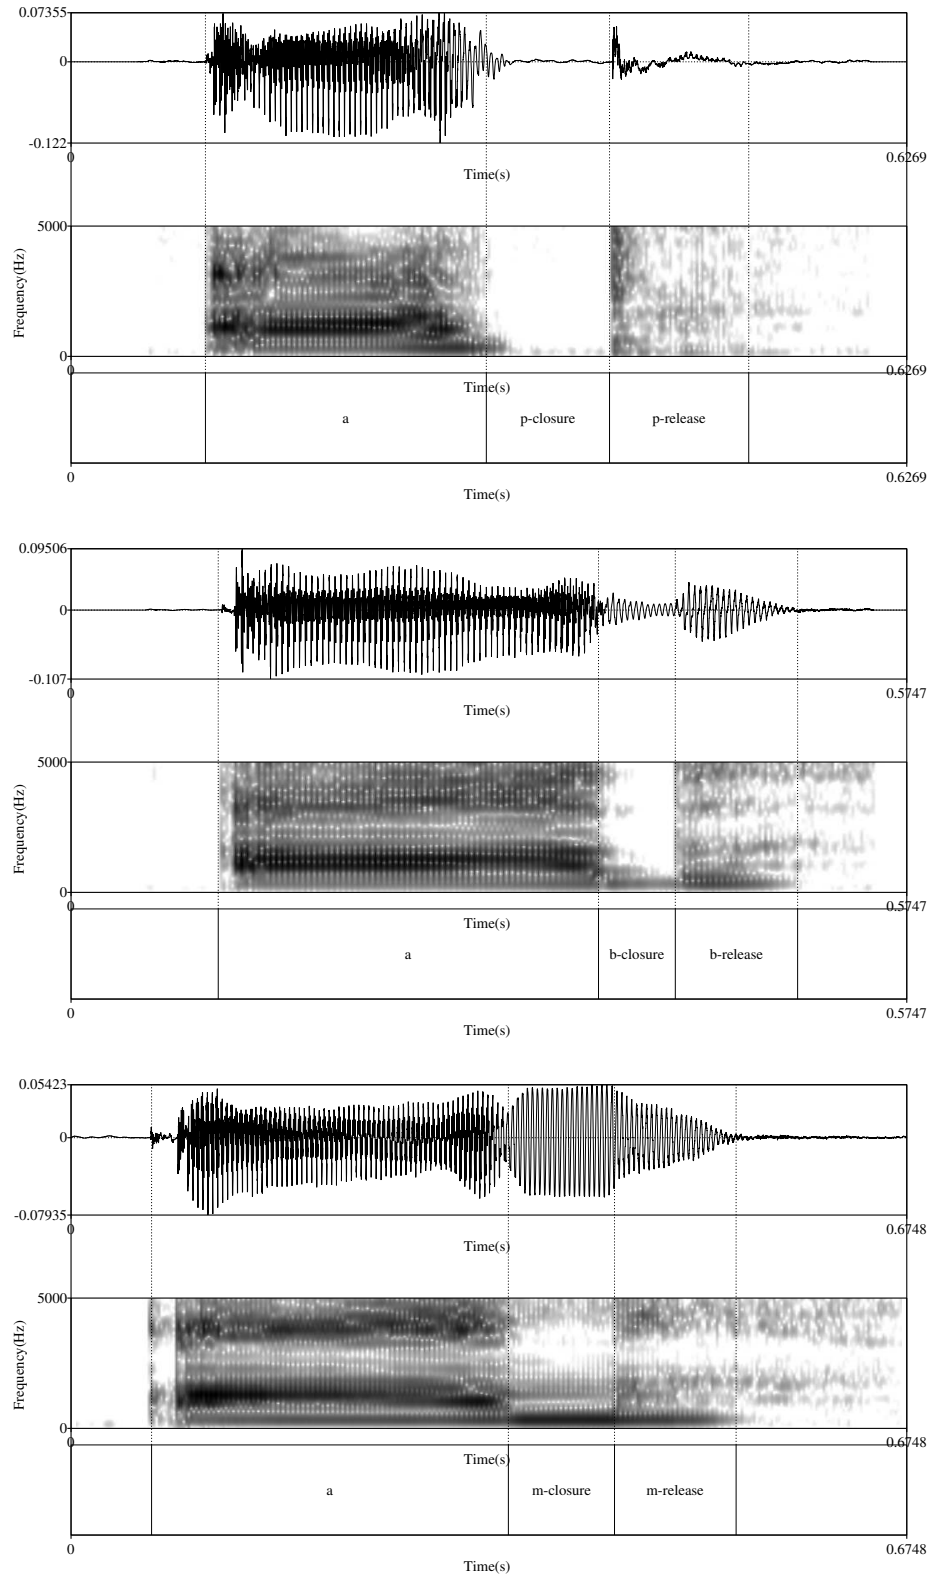 0.07355
0
-0.122
0 0.6269
Time(s)
5000
Frequency(Hz)
0
0 0.6269
Time(s)
a p-closure p-release
0 0.6269
Time(s)
0.09506
0
-0.107
0 0.5747
Time(s)
5000
Frequency(Hz)
0
0 0.5747
Time(s)
a b-closure b-release
0 0.5747
Time(s)
0.05423
0
-0.07935
0 0.6748
Time(s)
5000
Frequency(Hz)
0
0 0.6748
Time(s)
a m-closure m-release
0 0.6748
Time(s)